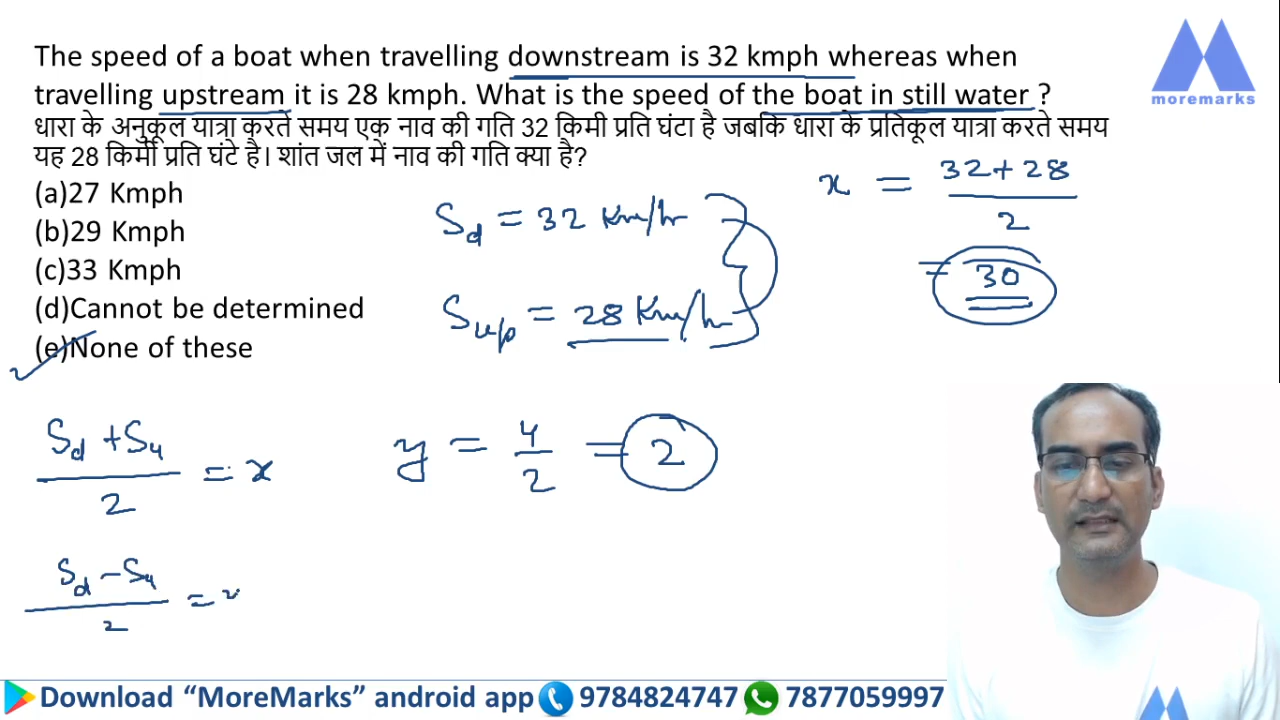 The speed of a boat when travelling downstream is 32 kmph whereas when
travelling upstream it is 28 kmph. What is the speed of the boat in still water ?
धारा के अनुकूल यात्रा करते समय एक नाव की गति 32 किमी प्रति घंटा है जबकि धारा के प्रतिकूल यात्रा करते समय
यह 28 किमी प्रति घंटे है। शांत जल में नाव की गति क्या है?
moremarks
(a)27 Kmph
(b)29 Kmph
(c)33 Kmph
(d)Cannot be determined
(e)None of these
Sd = 32 Km/hr
Sup = 28 Km/hr
x = 32+28
2
= 30
Sd + Su
2
= x
y = 4
2
= 2
Sd - Su
2
=
Download “MoreMarks” android app 9784824747 7877059997